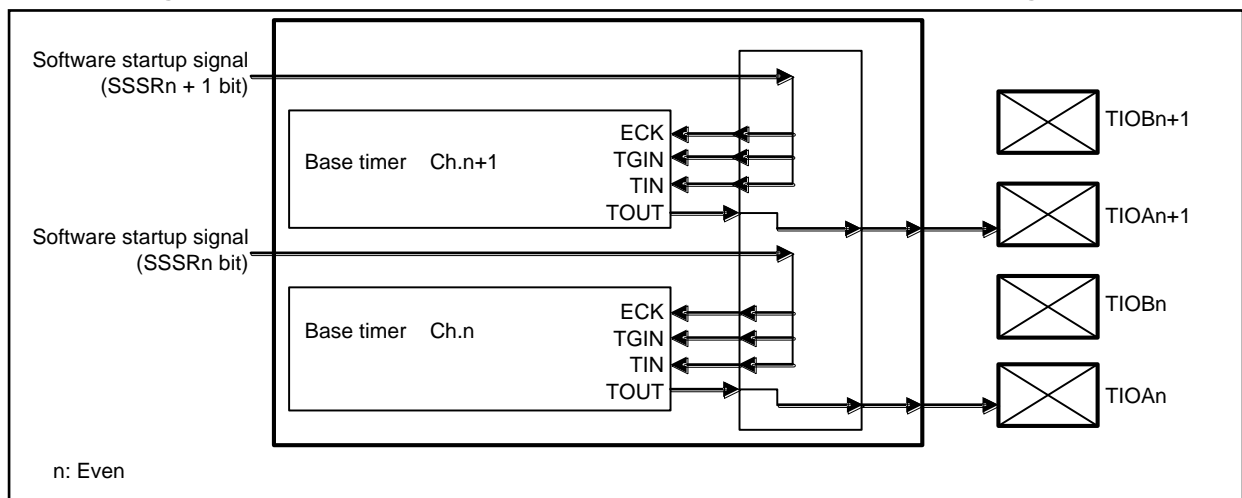 Software startup signal
(SSSRn + 1 bit)
TIOBn+1
ECK
Base timer Ch.n+1
TGIN
TIN
TOUT
TIOAn+1
Software startup signal
(SSSRn bit)
TIOBn
ECK
Base timer Ch.n
TGIN
TIN
TOUT
TIOAn
n: Even